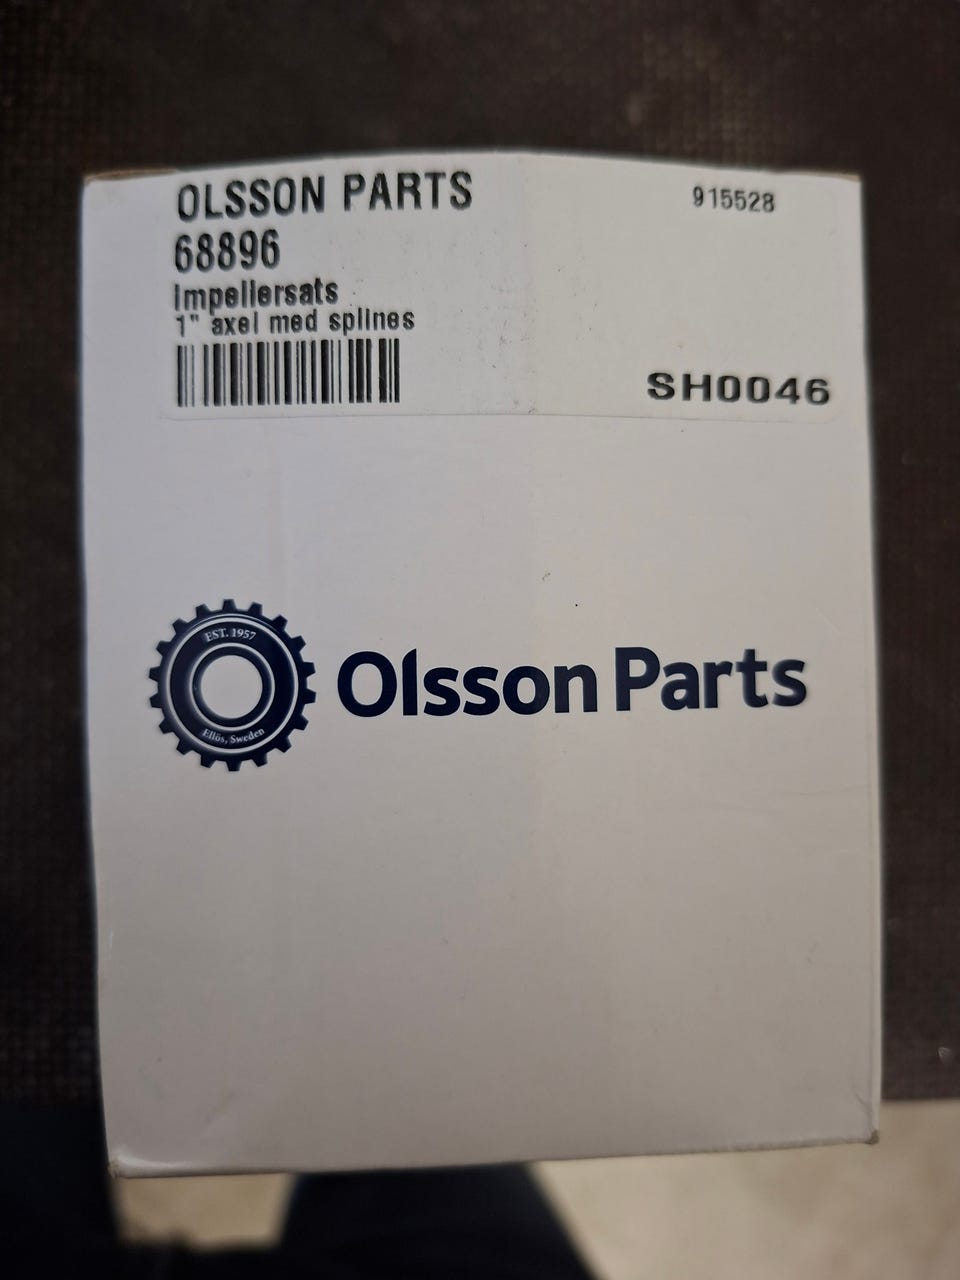 OLSSON PARTS
915528
68896
Impellersats
1" axel med splines
SH0046
EST. 1957
Olsson Parts
Ellös, Sweden